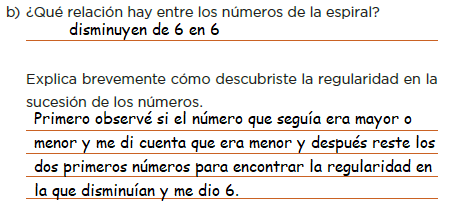 b) ¿Qué relación hay entre los números de la espiral?
disminuyen de 6 en 6
Explica brevemente cómo descubriste la regularidad en la
sucesión de los números.
Primero observé si el número que seguía era mayor o
menor y me di cuenta que era menor y después reste los
dos primeros números para encontrar la regularidad en
la que disminuían y me dio 6.